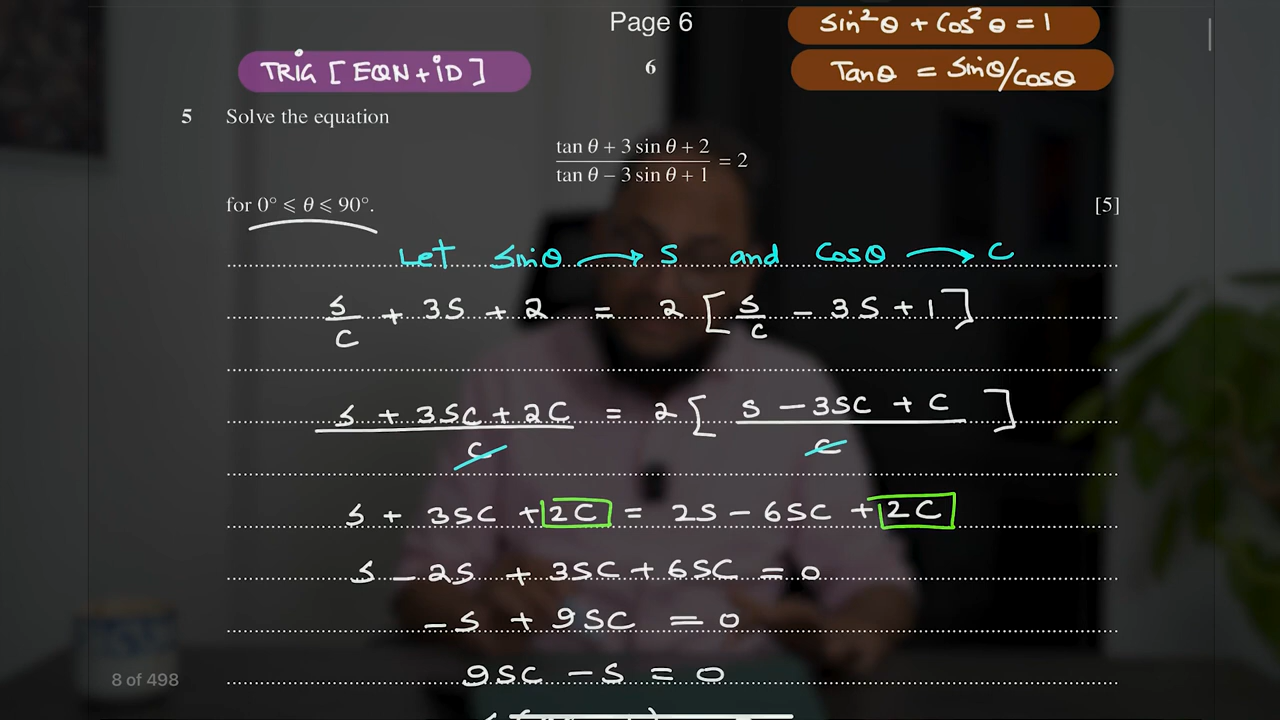 Page 6
sin²θ + cos²θ = 1
TRIG [EQN + iD]
6
Tanθ = sinθ/cosθ
5 Solve the equation
tan θ + 3 sin θ + 2
tan θ − 3 sin θ + 1
= 2
for 0° ⩽ θ ⩽ 90°. [5]
Let sinθ → S and cosθ → C
S/C + 3S + 2 = 2 [S/C − 3S + 1]
S + 3SC + 2C / C = 2 [S − 3SC + C / C]
S + 3SC + 2C = 2S − 6SC + 2C
S − 2S + 3SC + 6SC = 0
− S + 9SC = 0
9SC − S = 0
8 of 498